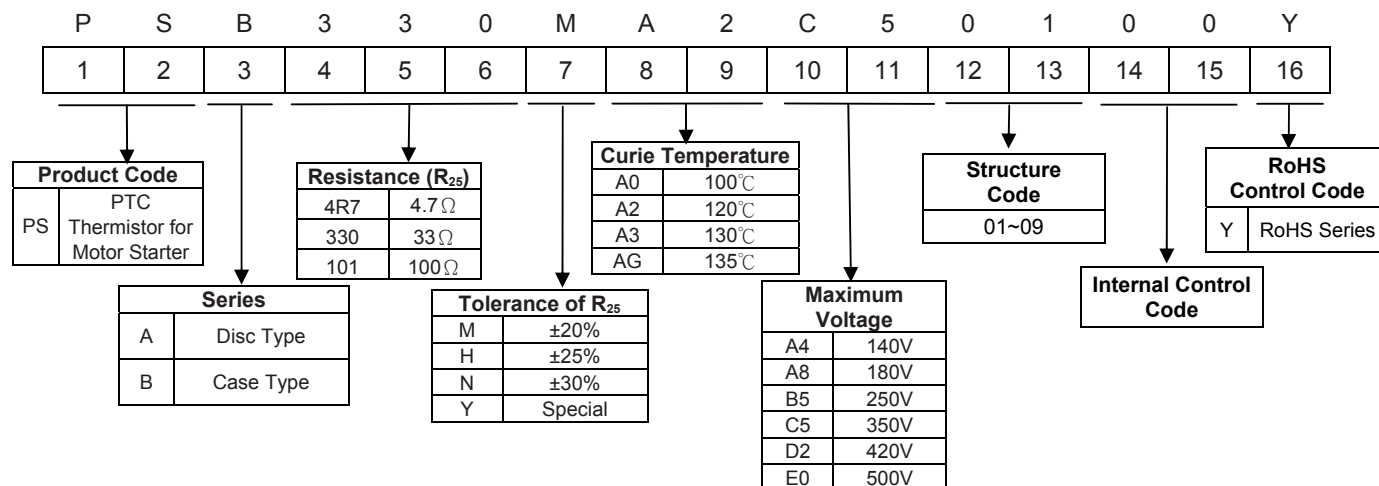 P S B 3 3 0 M A 2 C 5 0 1 0 0 Y
1 2 3 4 5 6 7 8 9 10 11 12 13 14 15 16
Product Code
PS PTC
Thermistor for
Motor Starter
Series
A Disc Type
B Case Type
Resistance (R₂₅)
4R7 4.7Ω
330 33Ω
101 100Ω
Tolerance of R₂₅
M ±20%
H ±25%
N ±30%
Y Special
Curie Temperature
A0 100℃
A2 120℃
A3 130℃
AG 135℃
Maximum
Voltage
A4 140V
A8 180V
B5 250V
C5 350V
D2 420V
E0 500V
Structure
Code
01~09
Internal Control
Code
RoHS
Control Code
Y RoHS Series